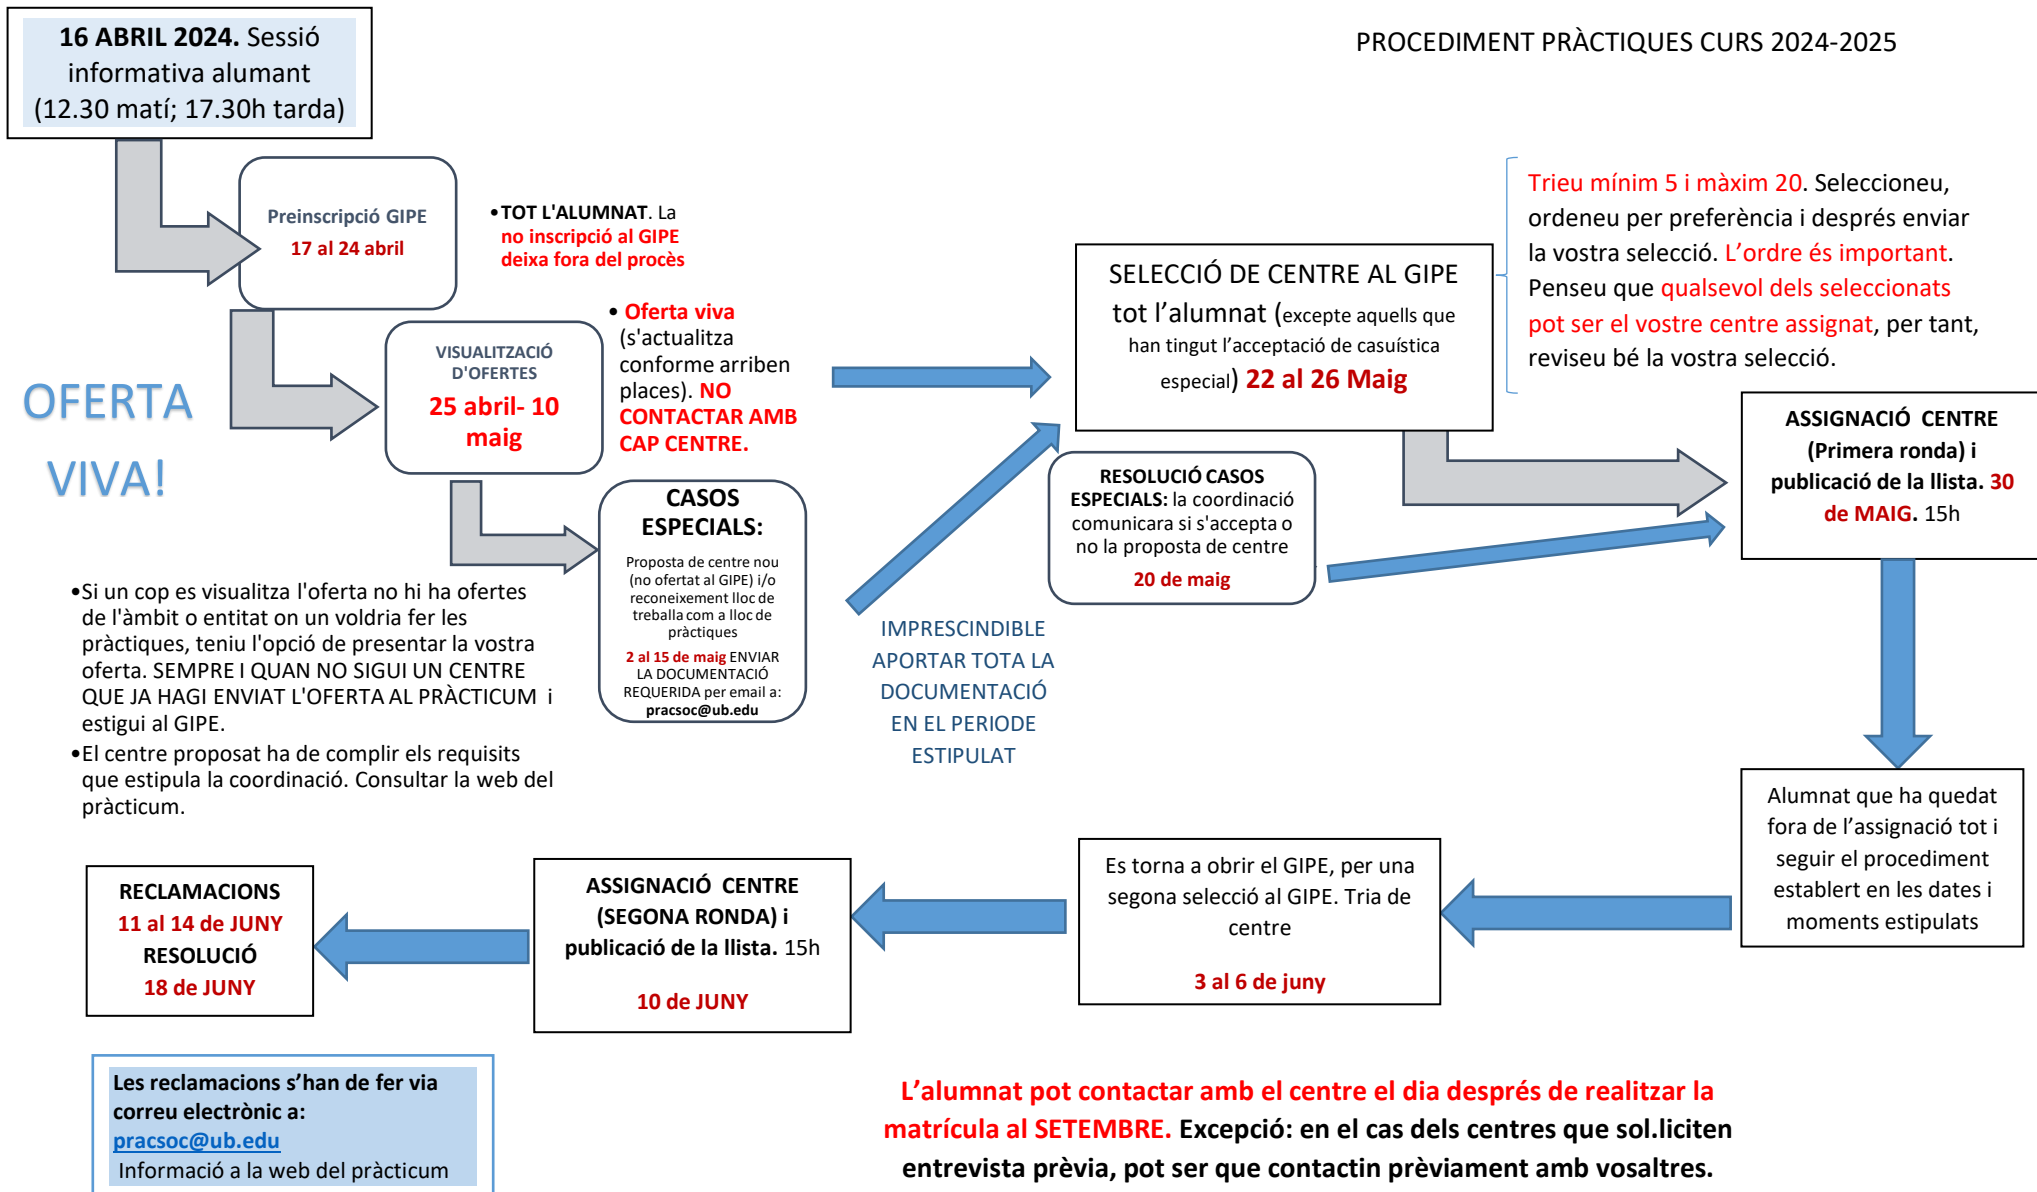 16 ABRIL 2024. Sessió
informativa alumant
(12.30 matí; 17.30h tarda)
PROCEDIMENT PRÀCTIQUES CURS 2024-2025
Preinscripció GIPE
17 al 24 abril
•TOT L'ALUMNAT. La
no inscripció al GIPE
deixa fora del procès
VISUALITZACIÓ
D'OFERTES
25 abril- 10
maig
• Oferta viva
(s'actualitza
conforme arriben
places). NO
CONTACTAR AMB
CAP CENTRE.
OFERTA
VIVA!
SELECCIÓ DE CENTRE AL GIPE
tot l’alumnat (excepte aquells que
han tingut l’acceptació de casuística
especial) 22 al 26 Maig
Trieu mínim 5 i màxim 20. Seleccioneu,
ordeneu per preferència i després enviar
la vostra selecció. L’ordre és important.
Penseu que qualsevol dels seleccionats
pot ser el vostre centre assignat, per tant,
reviseu bé la vostra selecció.
CASOS
ESPECIALS:
Proposta de centre nou
(no ofertat al GIPE) i/o
reconeixement lloc de
treballa com a lloc de
pràctiques
2 al 15 de maig ENVIAR
LA DOCUMENTACIÓ
REQUERIDA per email a:
pracsoc@ub.edu
RESOLUCIÓ CASOS
ESPECIALS: la coordinació
comunicara si s'accepta o
no la proposta de centre
20 de maig
ASSIGNACIÓ CENTRE
(Primera ronda) i
publicació de la llista. 30
de MAIG. 15h
•Si un cop es visualitza l'oferta no hi ha ofertes
de l'àmbit o entitat on un voldria fer les
pràctiques, teniu l'opció de presentar la vostra
oferta. SEMPRE I QUAN NO SIGUI UN CENTRE
QUE JA HAGI ENVIAT L'OFERTA AL PRÀCTICUM i
estigui al GIPE.
•El centre proposat ha de complir els requisits
que estipula la coordinació. Consultar la web del
pràcticum.
IMPRESCINDIBLE
APORTAR TOTA LA
DOCUMENTACIÓ
EN EL PERIODE
ESTIPULAT
Alumnat que ha quedat
fora de l’assignació tot i
seguir el procediment
establert en les dates i
moments estipulats
Es torna a obrir el GIPE, per una
segona selecció al GIPE. Tria de
centre
3 al 6 de juny
ASSIGNACIÓ CENTRE
(SEGONA RONDA) i
publicació de la llista. 15h
10 de JUNY
RECLAMACIONS
11 al 14 de JUNY
RESOLUCIÓ
18 de JUNY
Les reclamacions s’han de fer via
correu electrònic a:
pracsoc@ub.edu
Informació a la web del pràcticum
L’alumnat pot contactar amb el centre el dia després de realitzar la
matrícula al SETEMBRE. Excepció: en el cas dels centres que sol.liciten
entrevista prèvia, pot ser que contactin prèviament amb vosaltres.